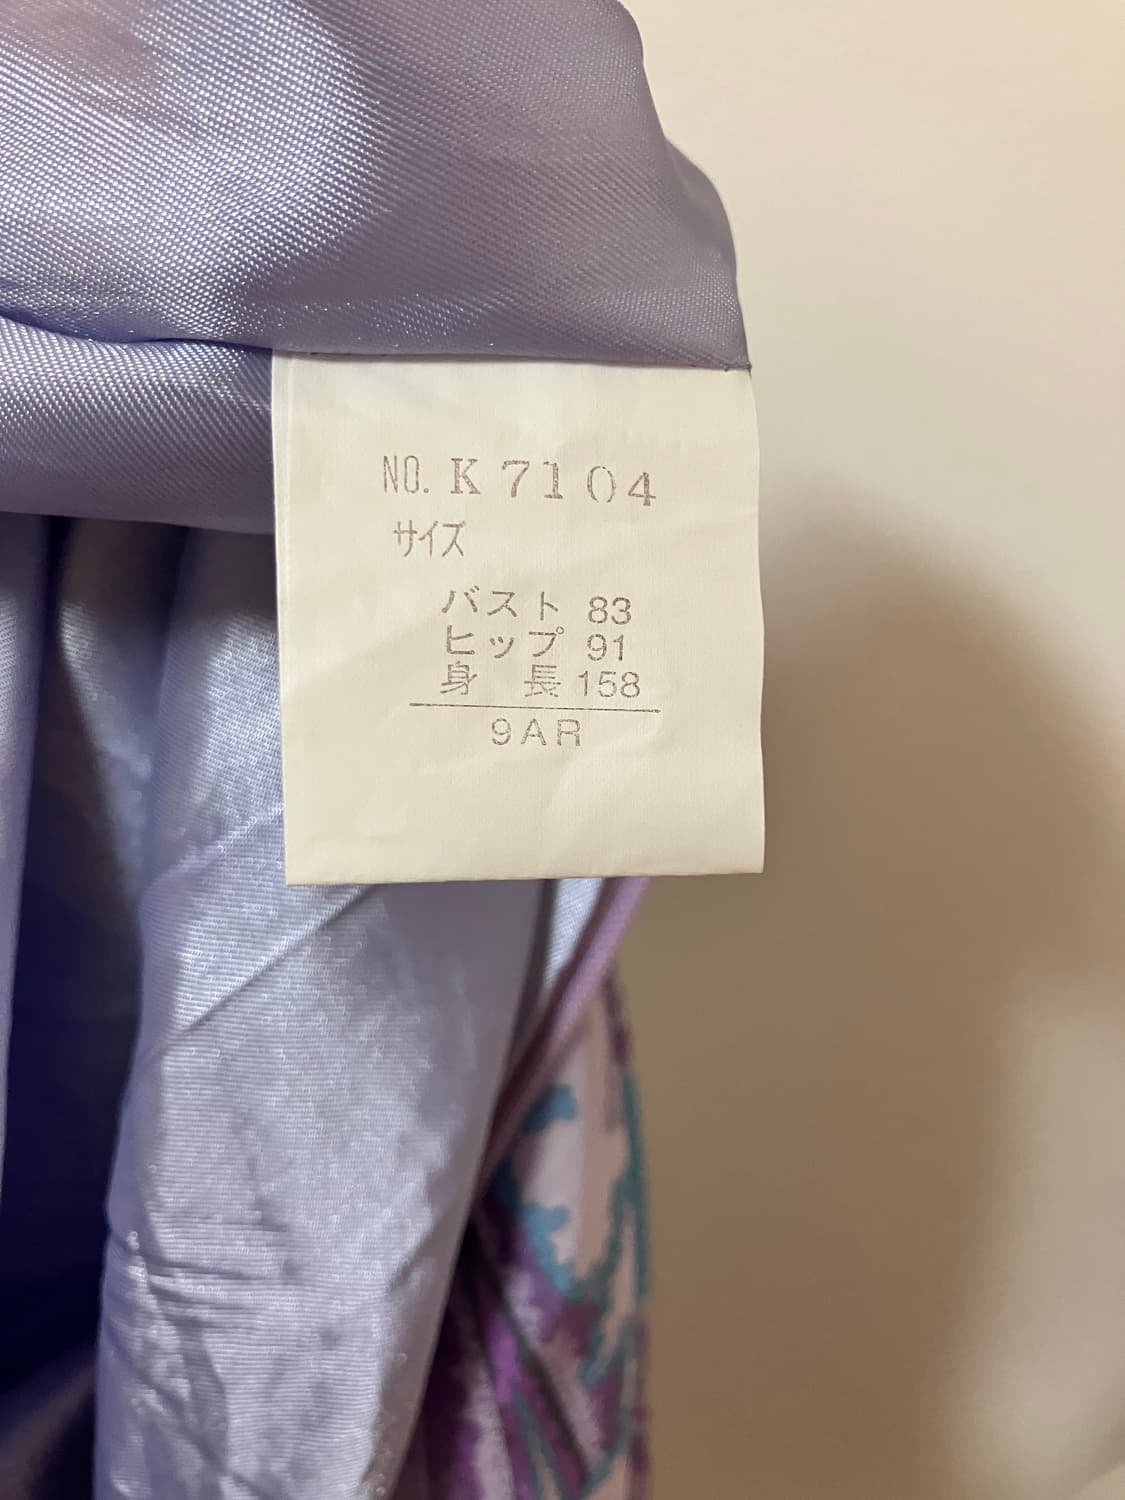 NO. K 7104
サイズ
バスト 83
ヒップ 91
身 長 158
9AR